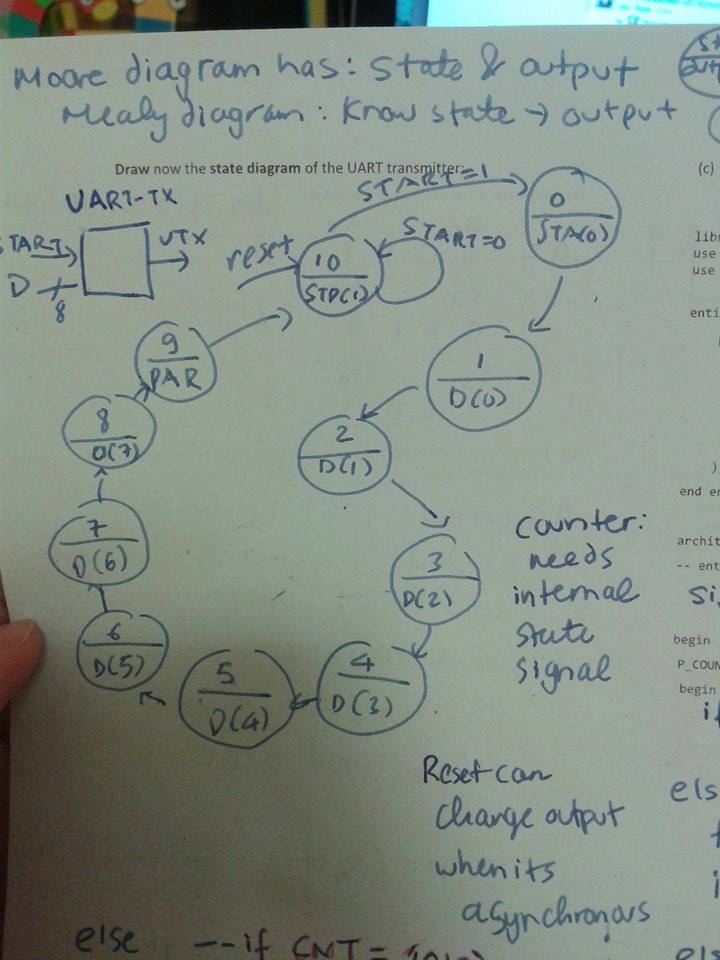 Moore diagram has: State & output
Mealy diagram: Know state → output
Draw now the state diagram of the UART transmitter:
UART-TX
START
UTX
D
8
reset
START=1
START=0
10
STP(1)
0
STA(0)
1
D(0)
2
D(1)
3
D(2)
4
D(3)
5
D(4)
6
D(5)
7
D(6)
8
D(7)
9
PAR
counter:
needs
internal
state
signal
Reset can
change output
when its
asynchronous
else --if CNT =
(c)
use
use
enti
)
end en
archit
-- ent
si
begin
P_COUN
begin
if
els